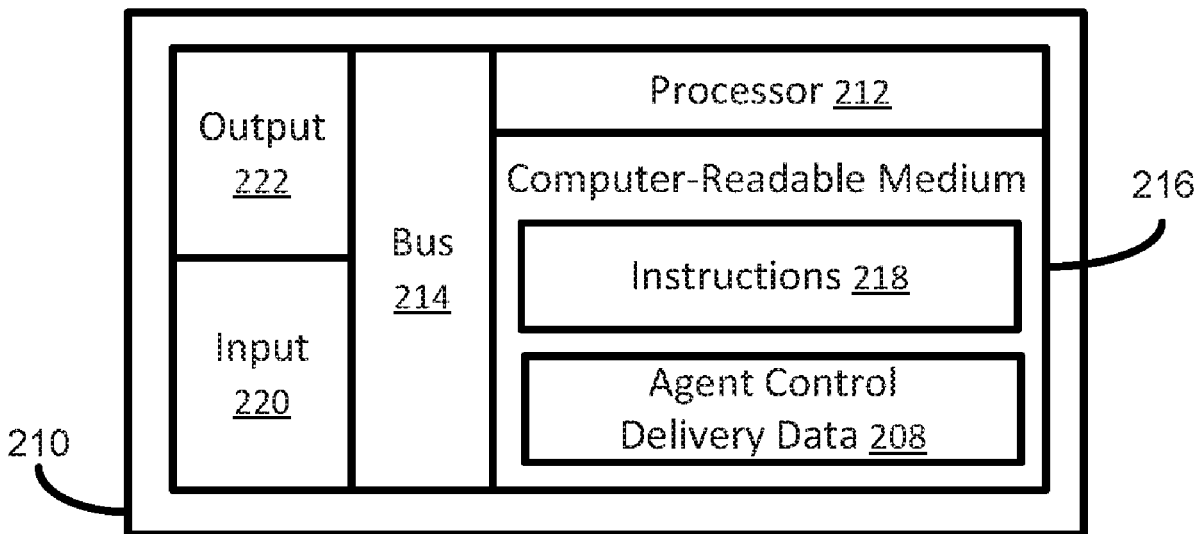 Output
222
Input
220
Bus
214
Processor 212
Computer-Readable Medium
Instructions 218
Agent Control
Delivery Data 208
216
210